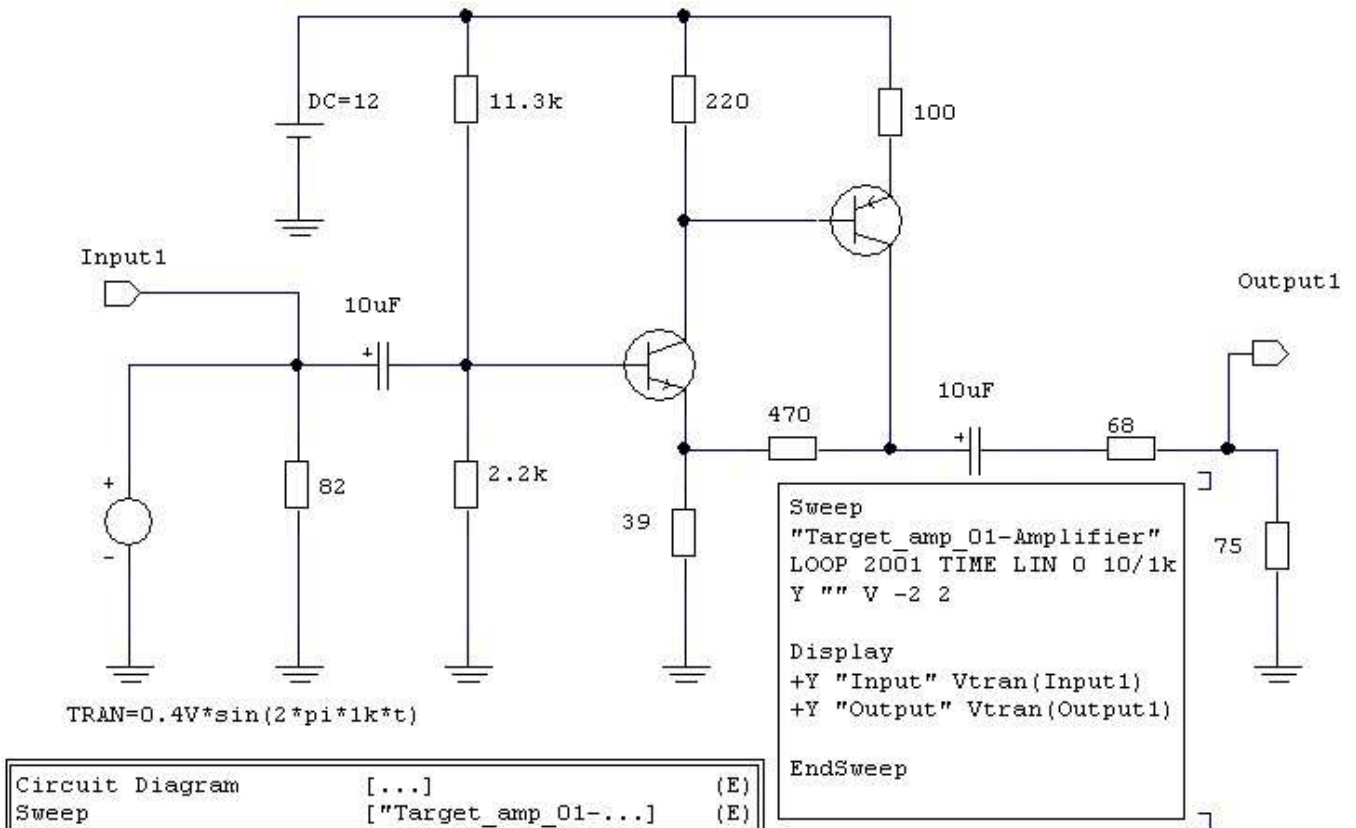 DC=12
11.3k
220
100
Input1
10uF
Output1
+
10uF
470
+
68
+
82
2.2k
39
75
-
Sweep
"Target_amp_01-Amplifier"
LOOP 2001 TIME LIN 0 10/1k
Y "" V -2 2
Display
+Y "Input" Vtran(Input1)
+Y "Output" Vtran(Output1)
EndSweep
TRAN=0.4V*sin(2*pi*1k*t)
Circuit Diagram [...] (E)
Sweep ["Target_amp_01-...] (E)